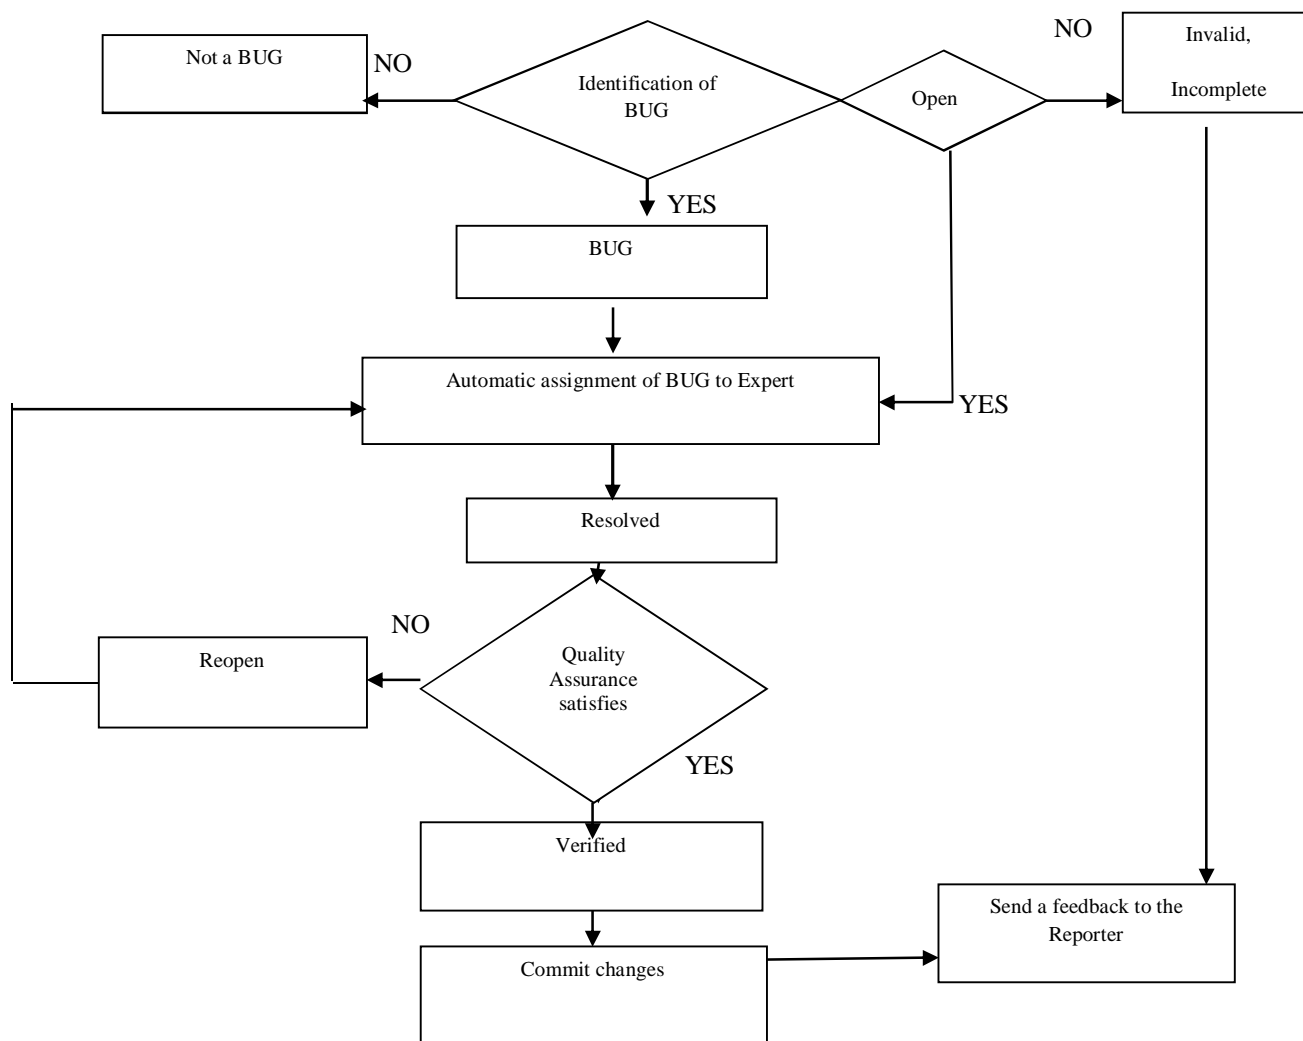 NO
Invalid,
Not a BUG
NO
Identification of
BUG
Open
Incomplete
YES
BUG
Automatic assignment of BUG to Expert
YES
Resolved
NO
Reopen
Quality
Assurance
satisfies
YES
Verified
Send a feedback to the
Reporter
Commit changes